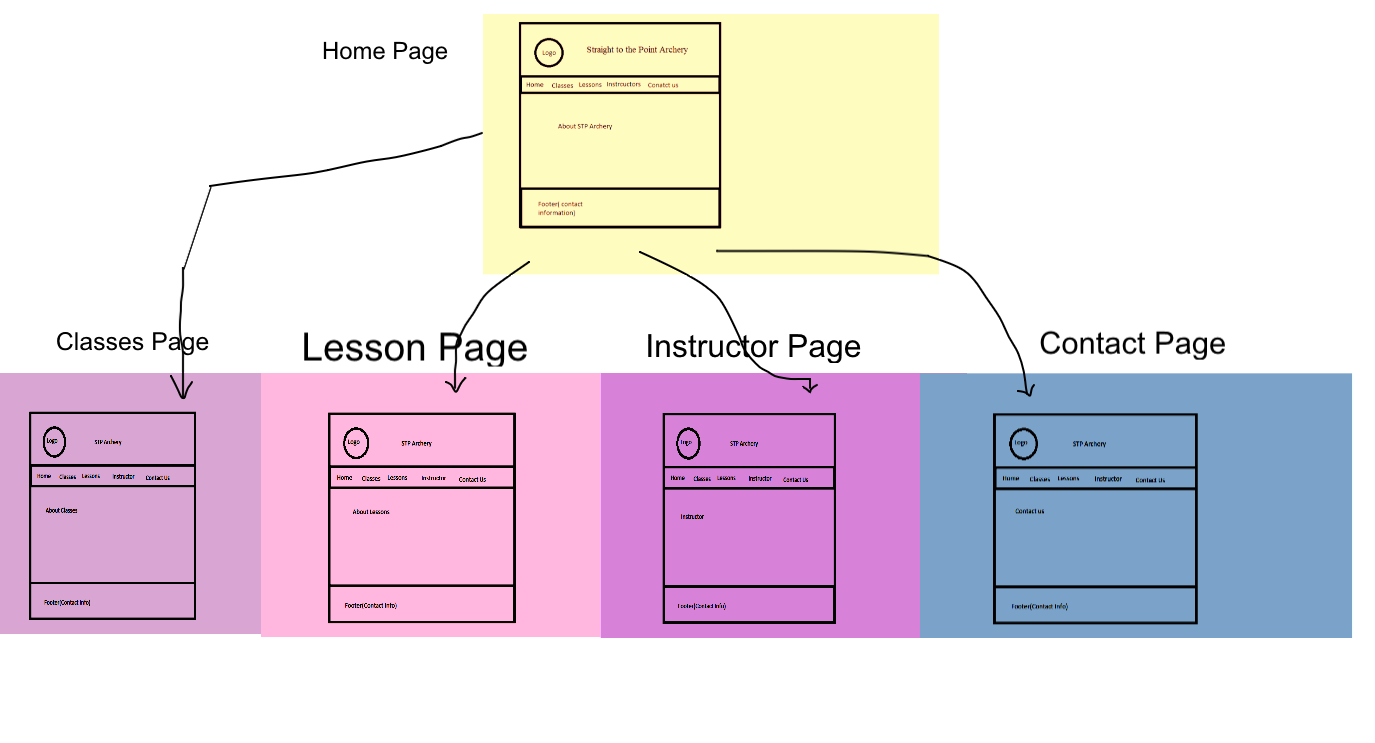 Home Page
Logo
Straight to the Point Archery
Home Classes Lessons Instrcuctors Conatct us
About STP Archery
Footer( contact
information)
Classes Page
Lesson Page
Instructor Page
Contact Page
Logo
STP Archery
Home Classes Lessons Instructor Contact Us
About Classes
Footer(Contact Info)
Logo
STP Archery
Home Classes Lessons Instructor Contact Us
About Lessons
Footer(Contact Info)
Logo
STP Archery
Home Classes Lessons Instructor Contact Us
Instructor
Footer(Contact Info)
Logo
STP Archery
Home Classes Lessons Instructor Contact Us
Contact us
Footer(Contact Info)